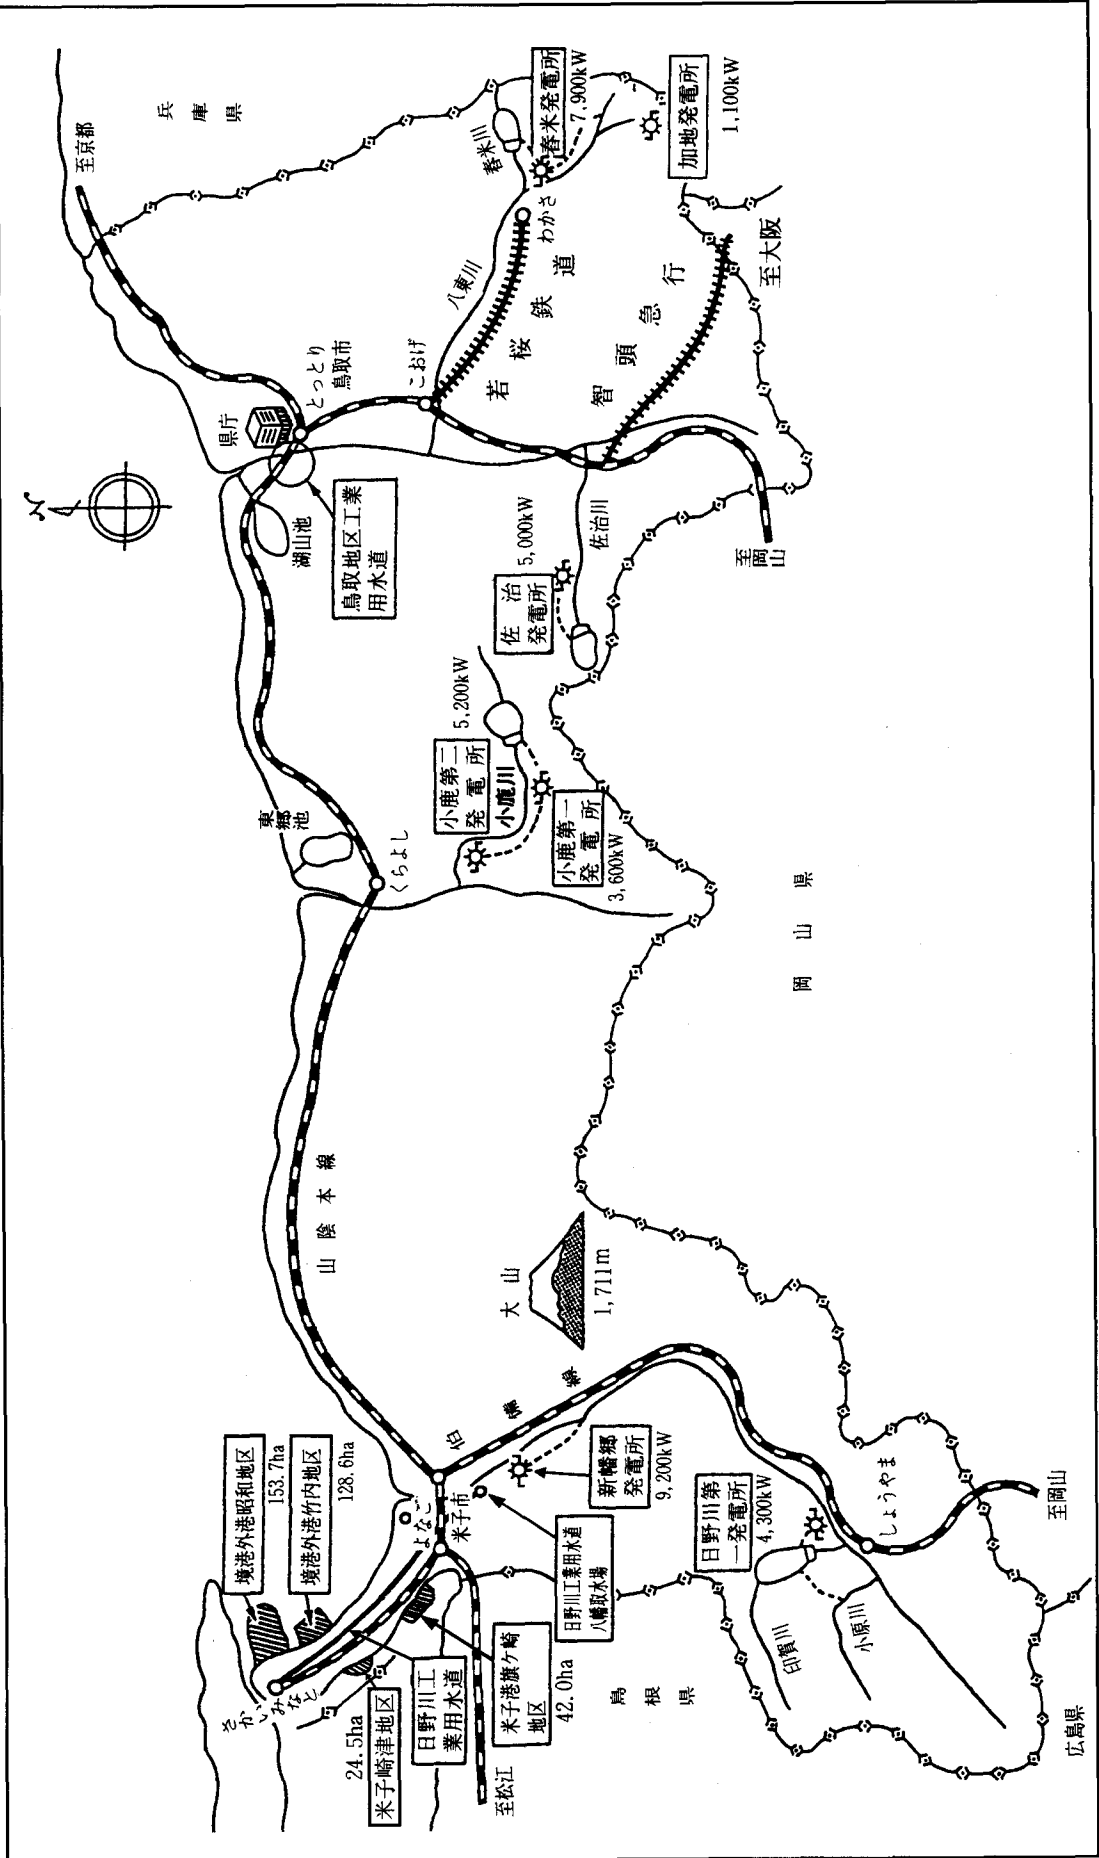 境港外港昭和地区
153.7ha
境港外港竹内地区
128.6ha
さかいみなと
24.5ha
米子崎津地区
日野川工
業用水道
米子港旗ケ崎
地区
42.0ha
至松江
よなご
米子市
日野川工業用水道
八幡取水場
新幡郷
発電所
9,200kW
伯備線
日野川第
一発電所
4,300kW
しょうやま
至岡山
印賀川
小原川
島根県
広島県
大山
1,711m
山陰本線
東郷
池
くらよし
小鹿第二
発電所
5,200kW
小鹿川
小鹿第一
発電所
3,600kW
岡山県
佐治
発電所
5,000kW
佐治川
N
湖山池
鳥取地区工業
用水道
県庁
とっとり
鳥取市
こおげ
八東川
若桜鉄道
わかさ
智頭急行
至大阪
至岡山
至京都
兵庫県
舂米川
舂米発電所
7,900kW
加地発電所
1,100kW